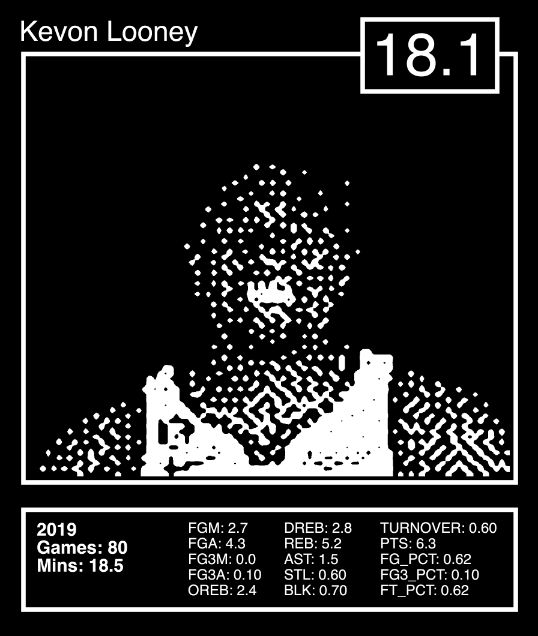 Kevon Looney
18.1
2019
Games: 80
Mins: 18.5
FGM: 2.7
FGA: 4.3
FG3M: 0.0
FG3A: 0.10
OREB: 2.4
DREB: 2.8
REB: 5.2
AST: 1.5
STL: 0.60
BLK: 0.70
TURNOVER: 0.60
PTS: 6.3
FG_PCT: 0.62
FG3_PCT: 0.10
FT_PCT: 0.62